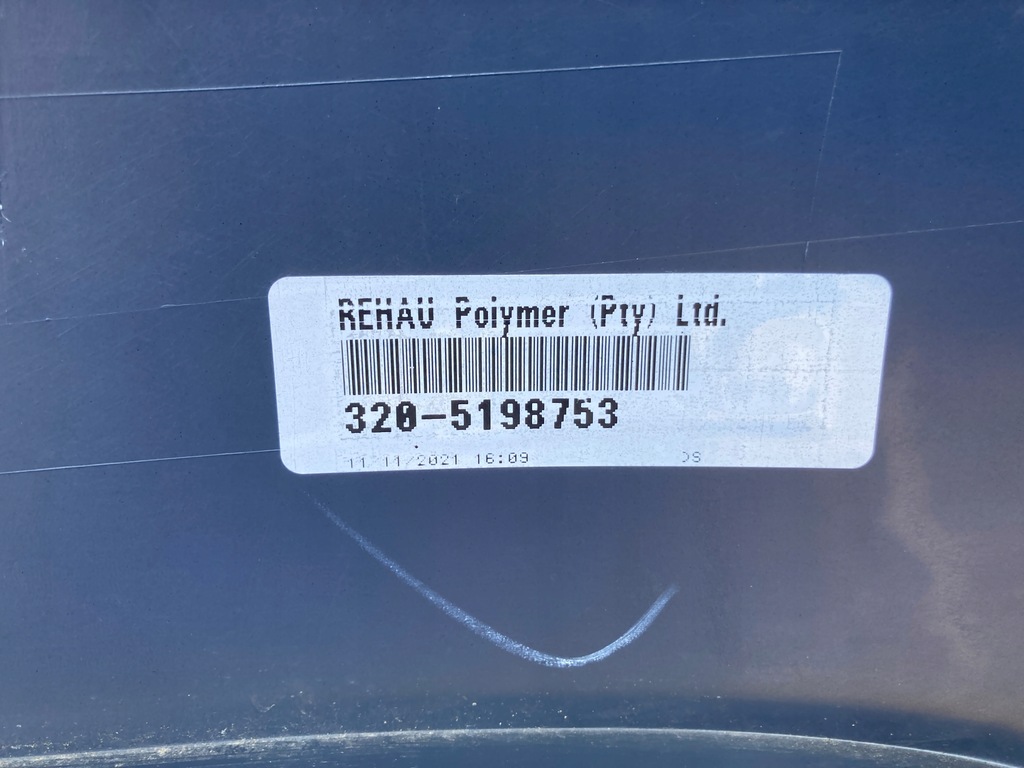 REHAU Polymer (Pty) Ltd.
320-5198753
11/11/2021 16:09 DS